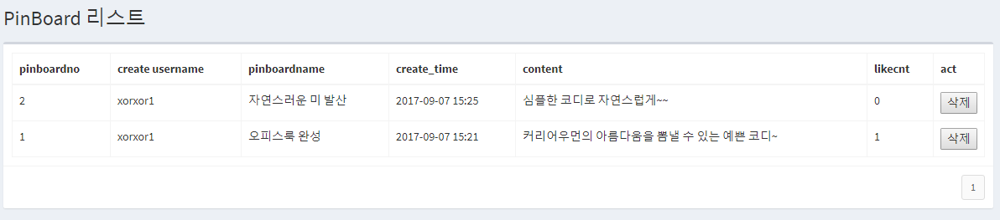 PinBoard 리스트
pinboardno create username pinboardname create_time content likecnt act
2 xorxor1 자연스러운 미 발산 2017-09-07 15:25 심플한 코디로 자연스럽게~~ 0 삭제
1 xorxor1 오피스룩 완성 2017-09-07 15:21 커리어우먼의 아름다움을 뽐낼 수 있는 예쁜 코디~ 1 삭제
1